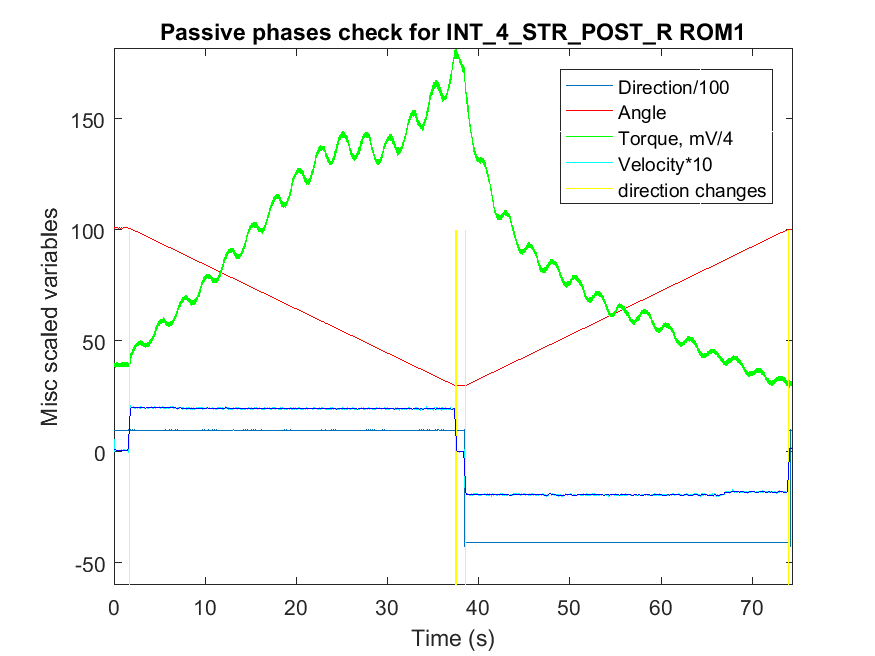 Passive phases check for INT_4_STR_POST_R ROM1
Direction/100
Angle
Torque, mV/4
Velocity*10
direction changes
150
100
50
0
-50
Misc scaled variables
0 10 20 30 40 50 60 70
Time (s)